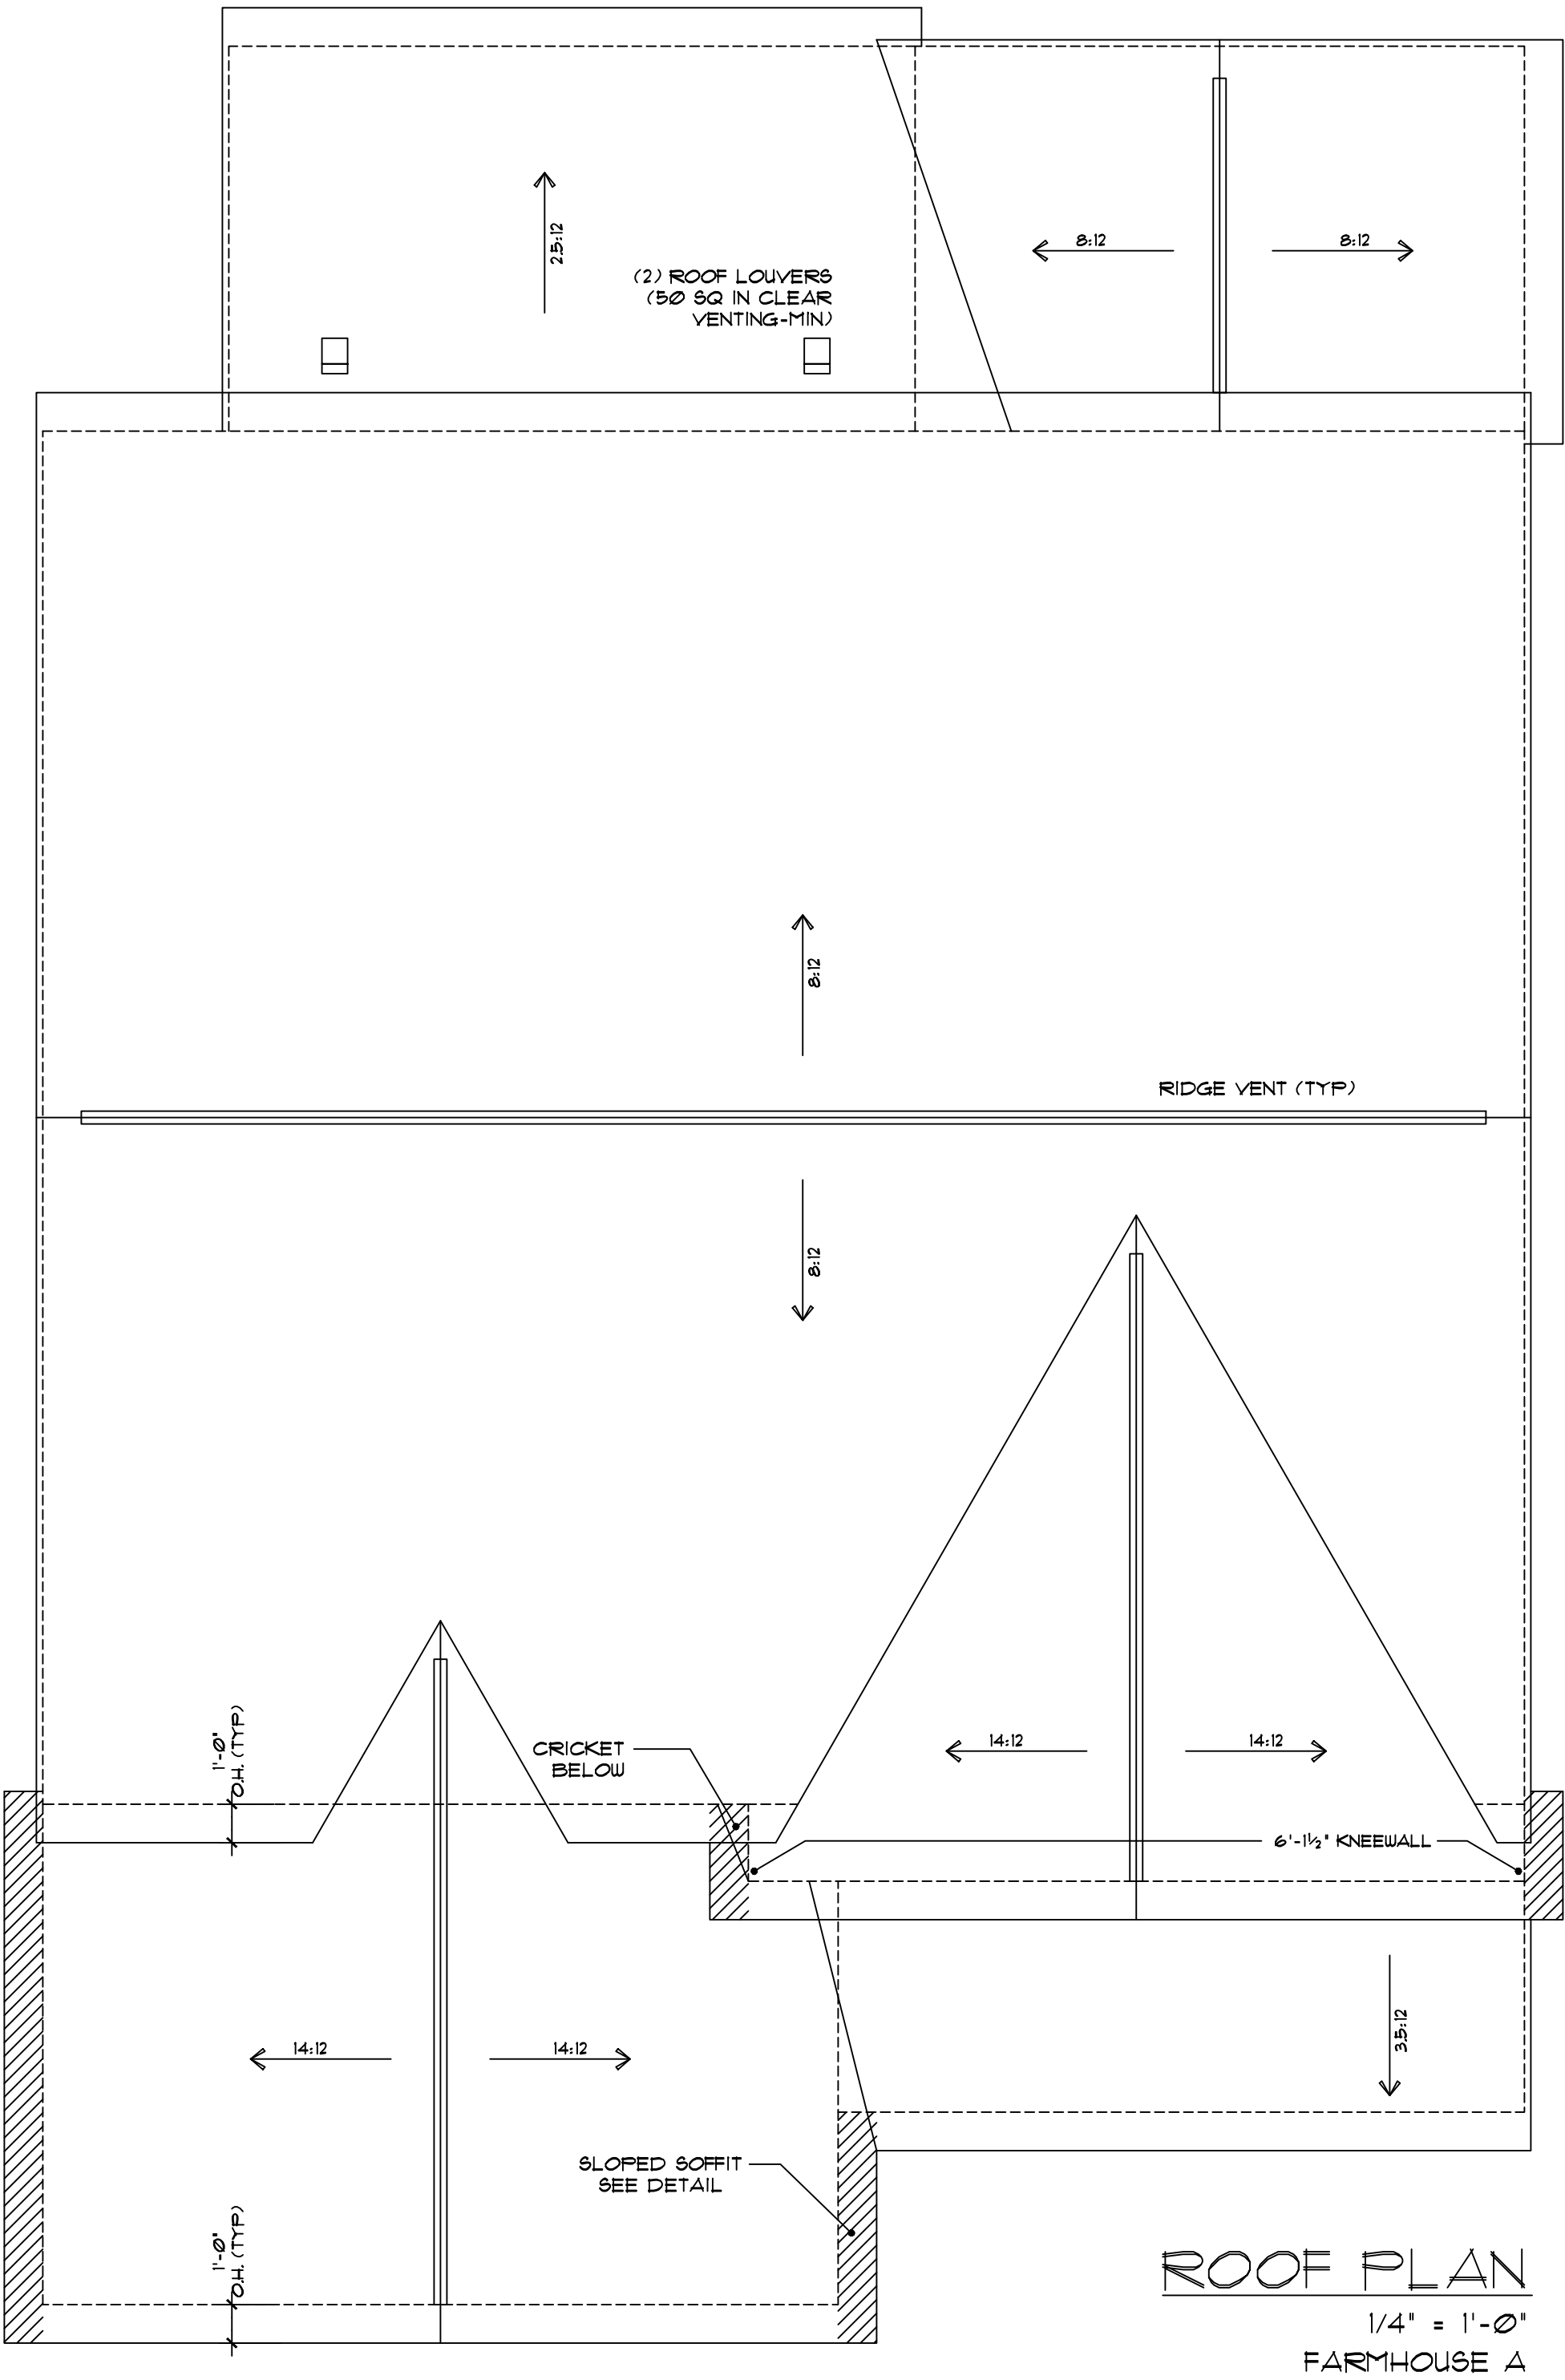 2.5:12
8:12
8:12
(2) ROOF LOUVERS
(50 SQ IN CLEAR
VENTING-MIN)
8:12
RIDGE VENT (TYP)
8:12
1'-0"
O.H. (TYP)
CRICKET
BELOW
14:12
14:12
6'-1½" KNEEWALL
3.5:12
14:12
14:12
SLOPED SOFFIT
SEE DETAIL
1'-0"
O.H. (TYP)
ROOF PLAN
1/4" = 1'-0"
FARMHOUSE A